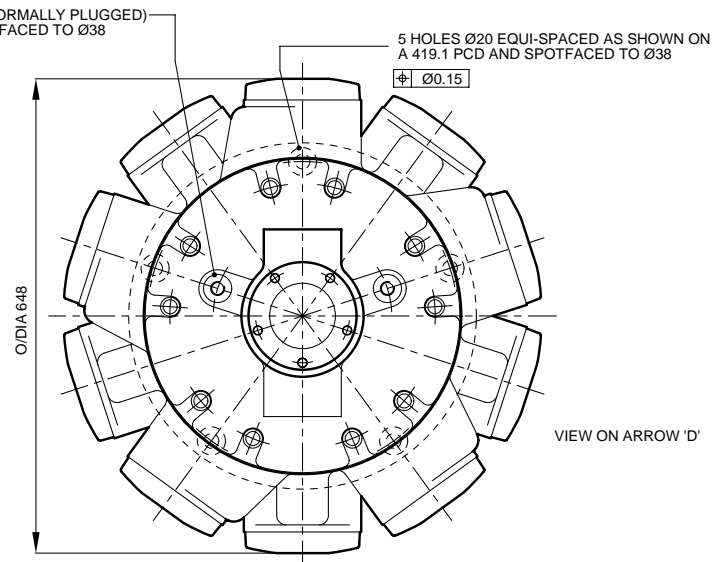 ORMALLY PLUGGED)
FACED TO Ø38
5 HOLES Ø20 EQUI-SPACED AS SHOWN ON
A 419.1 PCD AND SPOTFACED TO Ø38
⌖ Ø0.15
O/DIA 648
VIEW ON ARROW 'D'